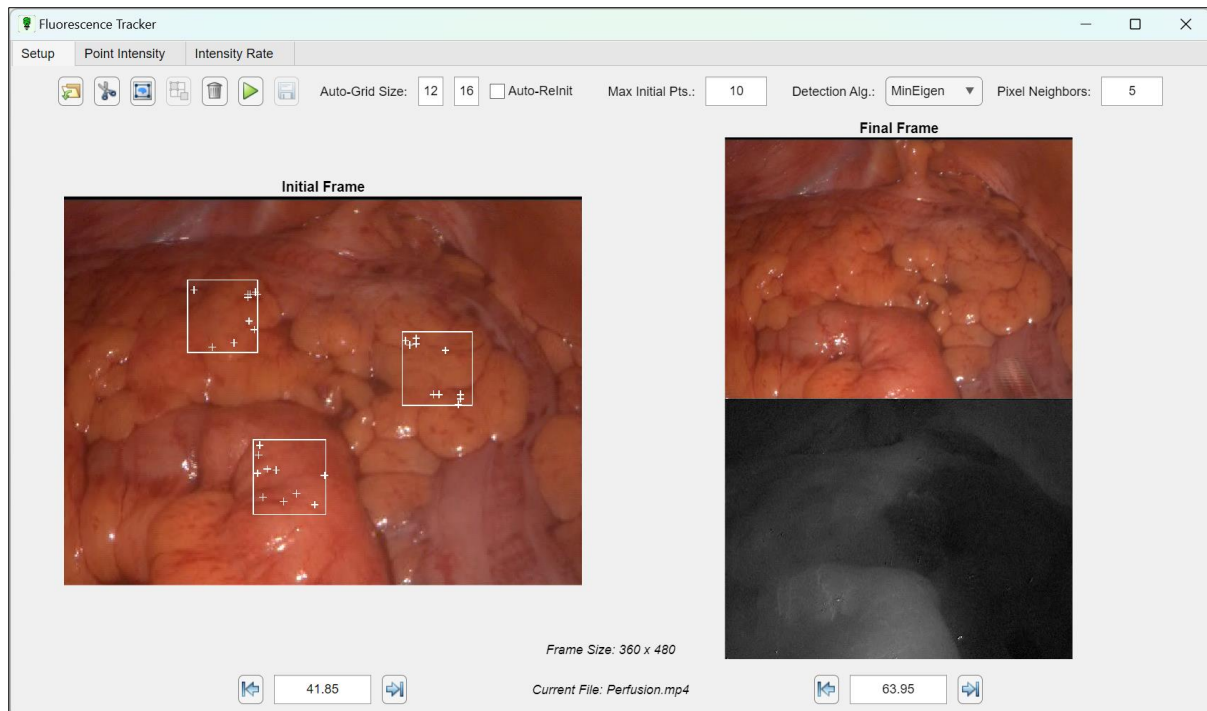 Fluorescence Tracker
Setup Point Intensity Intensity Rate
Auto-Grid Size: 12 16 Auto-ReInit Max Initial Pts.: 10 Detection Alg.: MinEigen Pixel Neighbors: 5
Final Frame
Initial Frame
Frame Size: 360 x 480
41.85 Current File: Perfusion.mp4 63.95